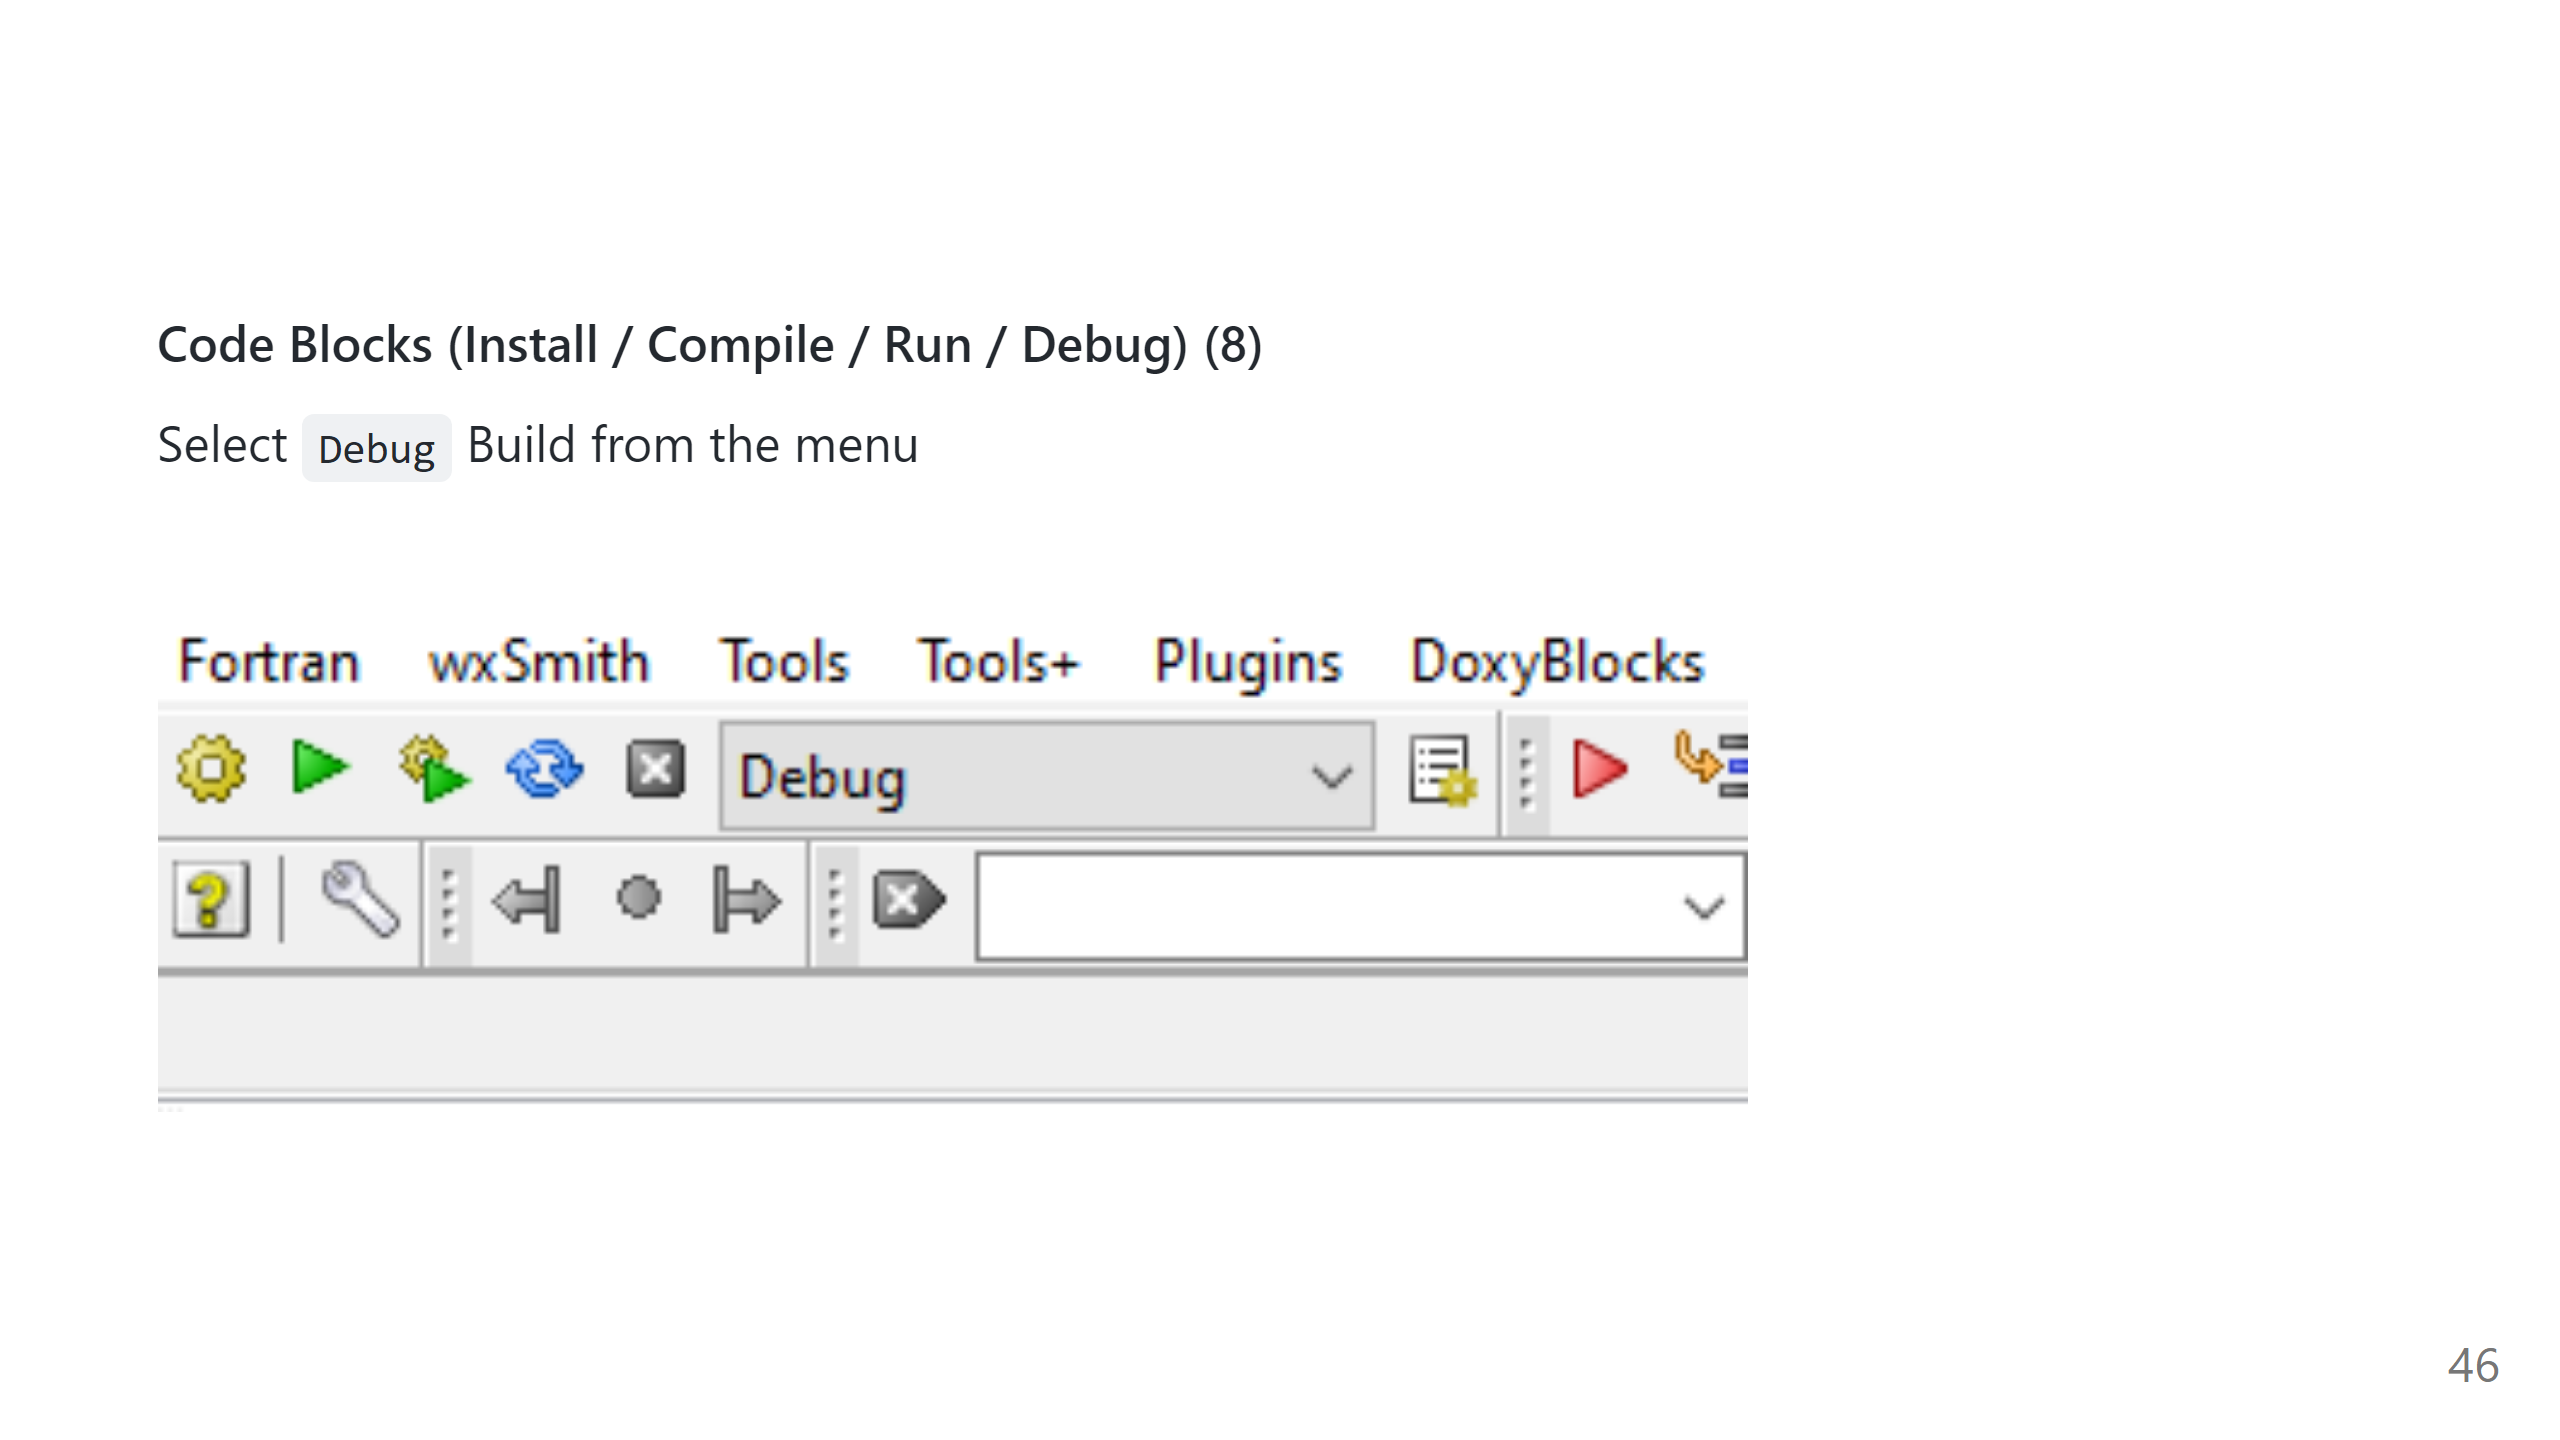 Code Blocks (Install / Compile / Run / Debug) (8)
Select Debug Build from the menu
Fortran wxSmith Tools Tools+ Plugins DoxyBlocks
Debug
46